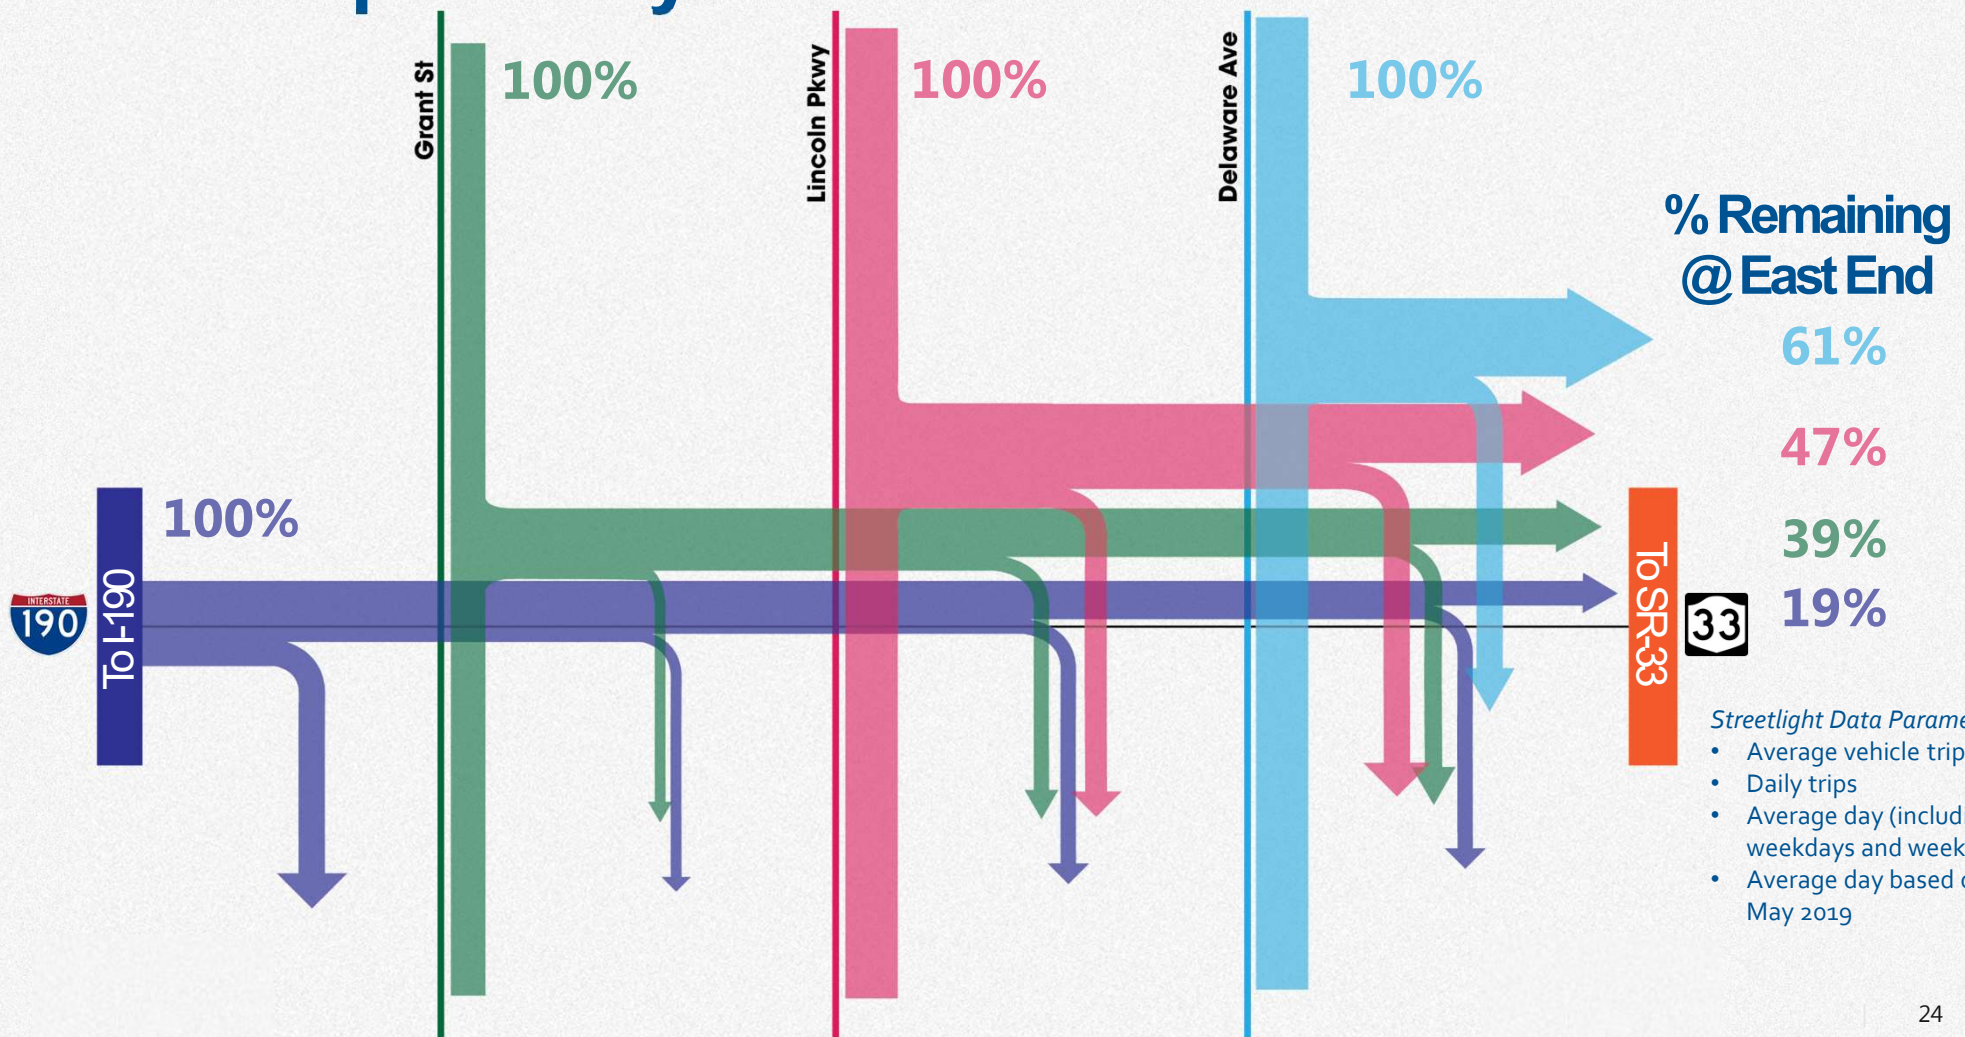 Grant St
100%
Lincoln Pkwy
100%
Delaware Ave
100%
% Remaining
@ East End
61%
47%
39%
19%
100%
INTERSTATE
190
To I-190
To SR-33
33
Streetlight Data
• Average vehicle
• Daily trips
• Average day
weekdays and
• Average day based
May 2019
24